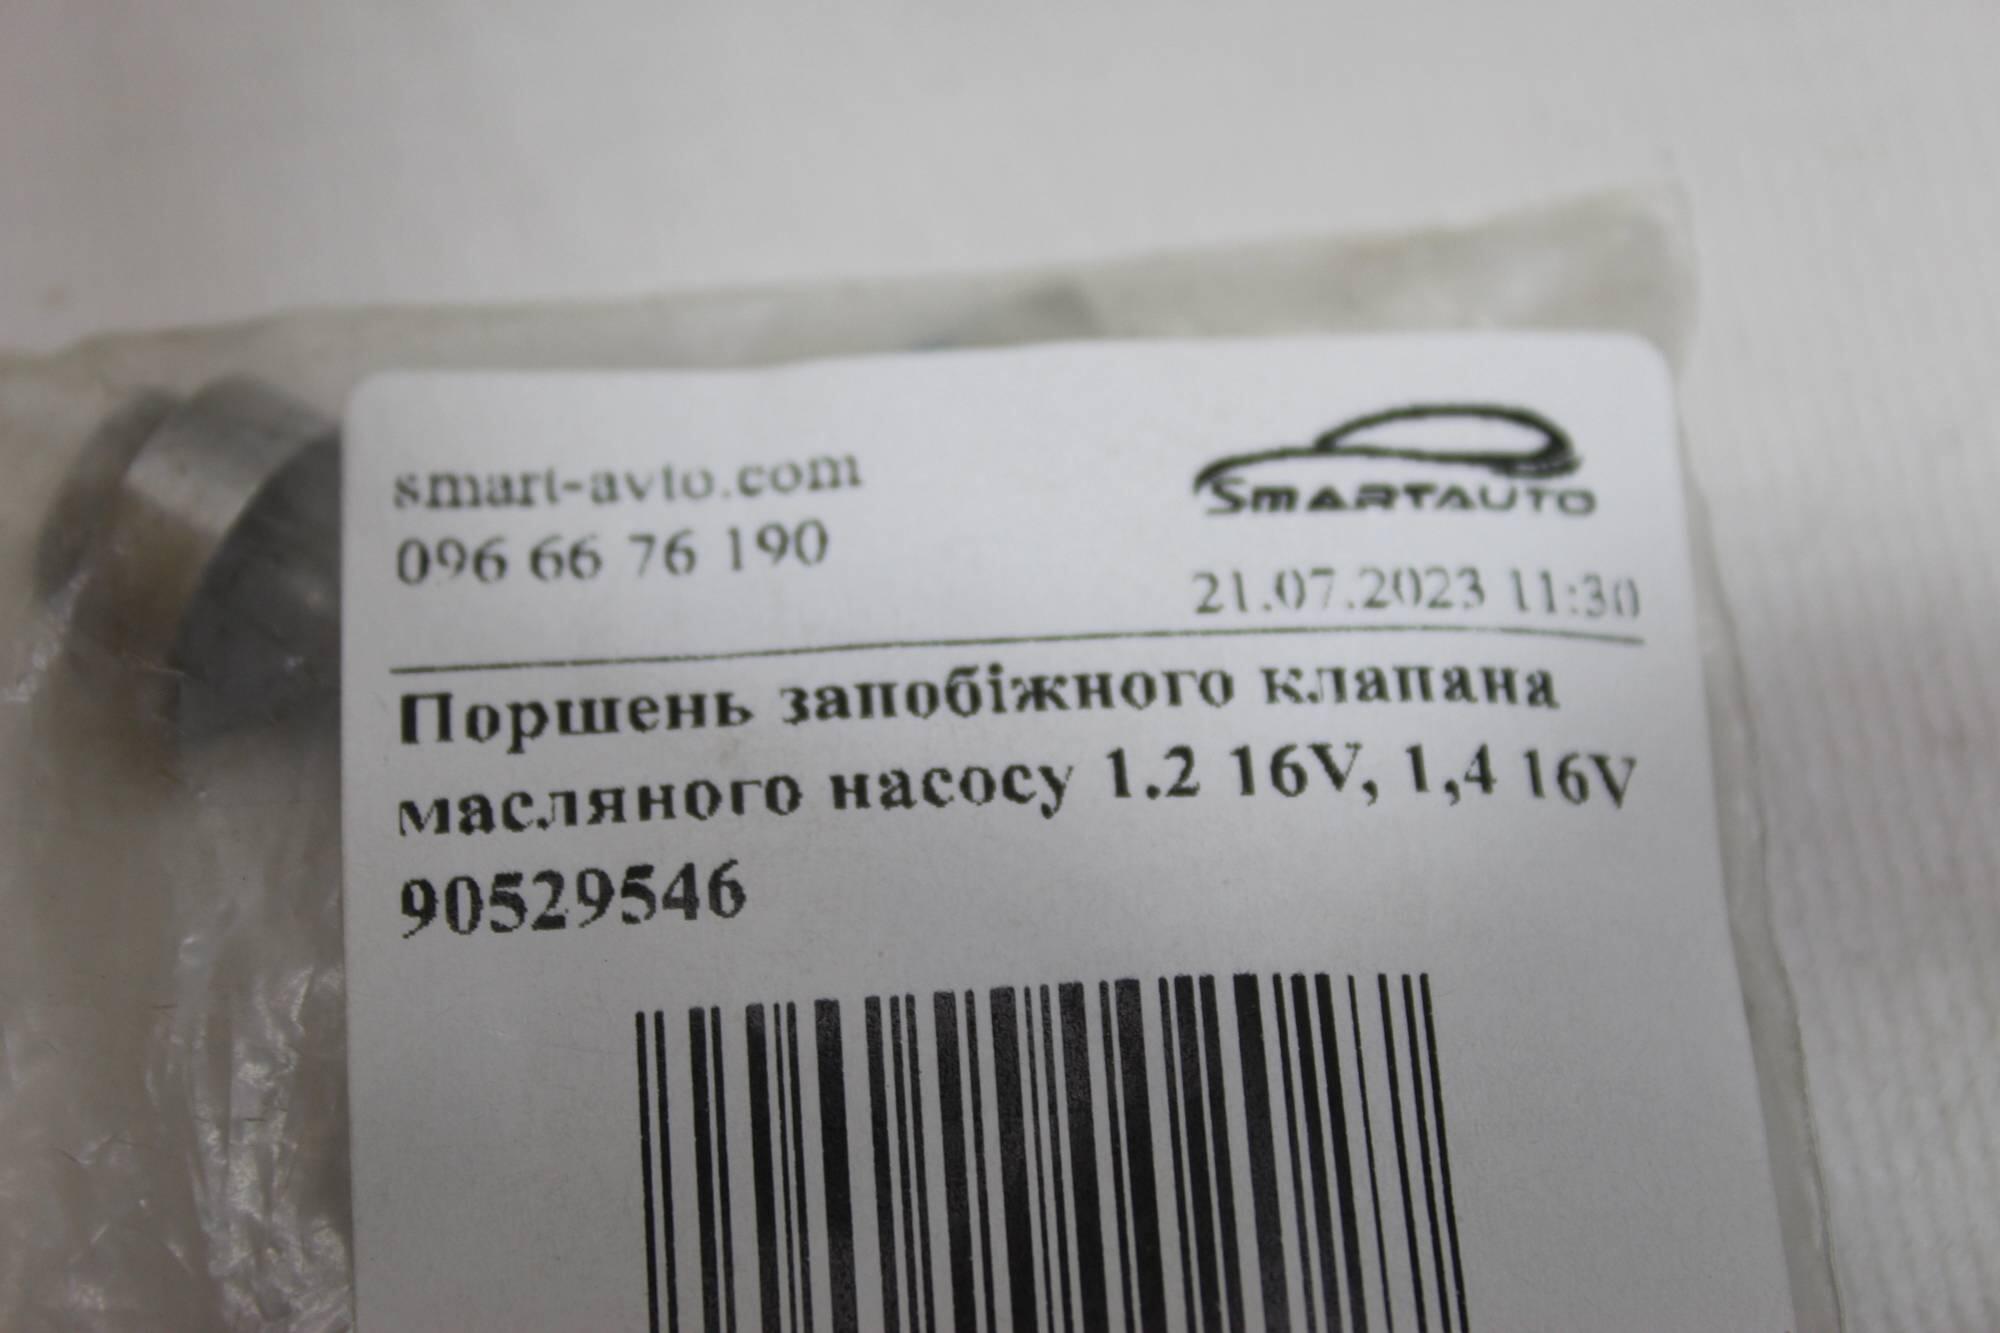 smart-avto.com
SMARTAUTO
096 66 76 190
21.07.2023 11:30
Поршень запобіжного клапана
масляного насосу 1.2 16V, 1,4 16V
90529546